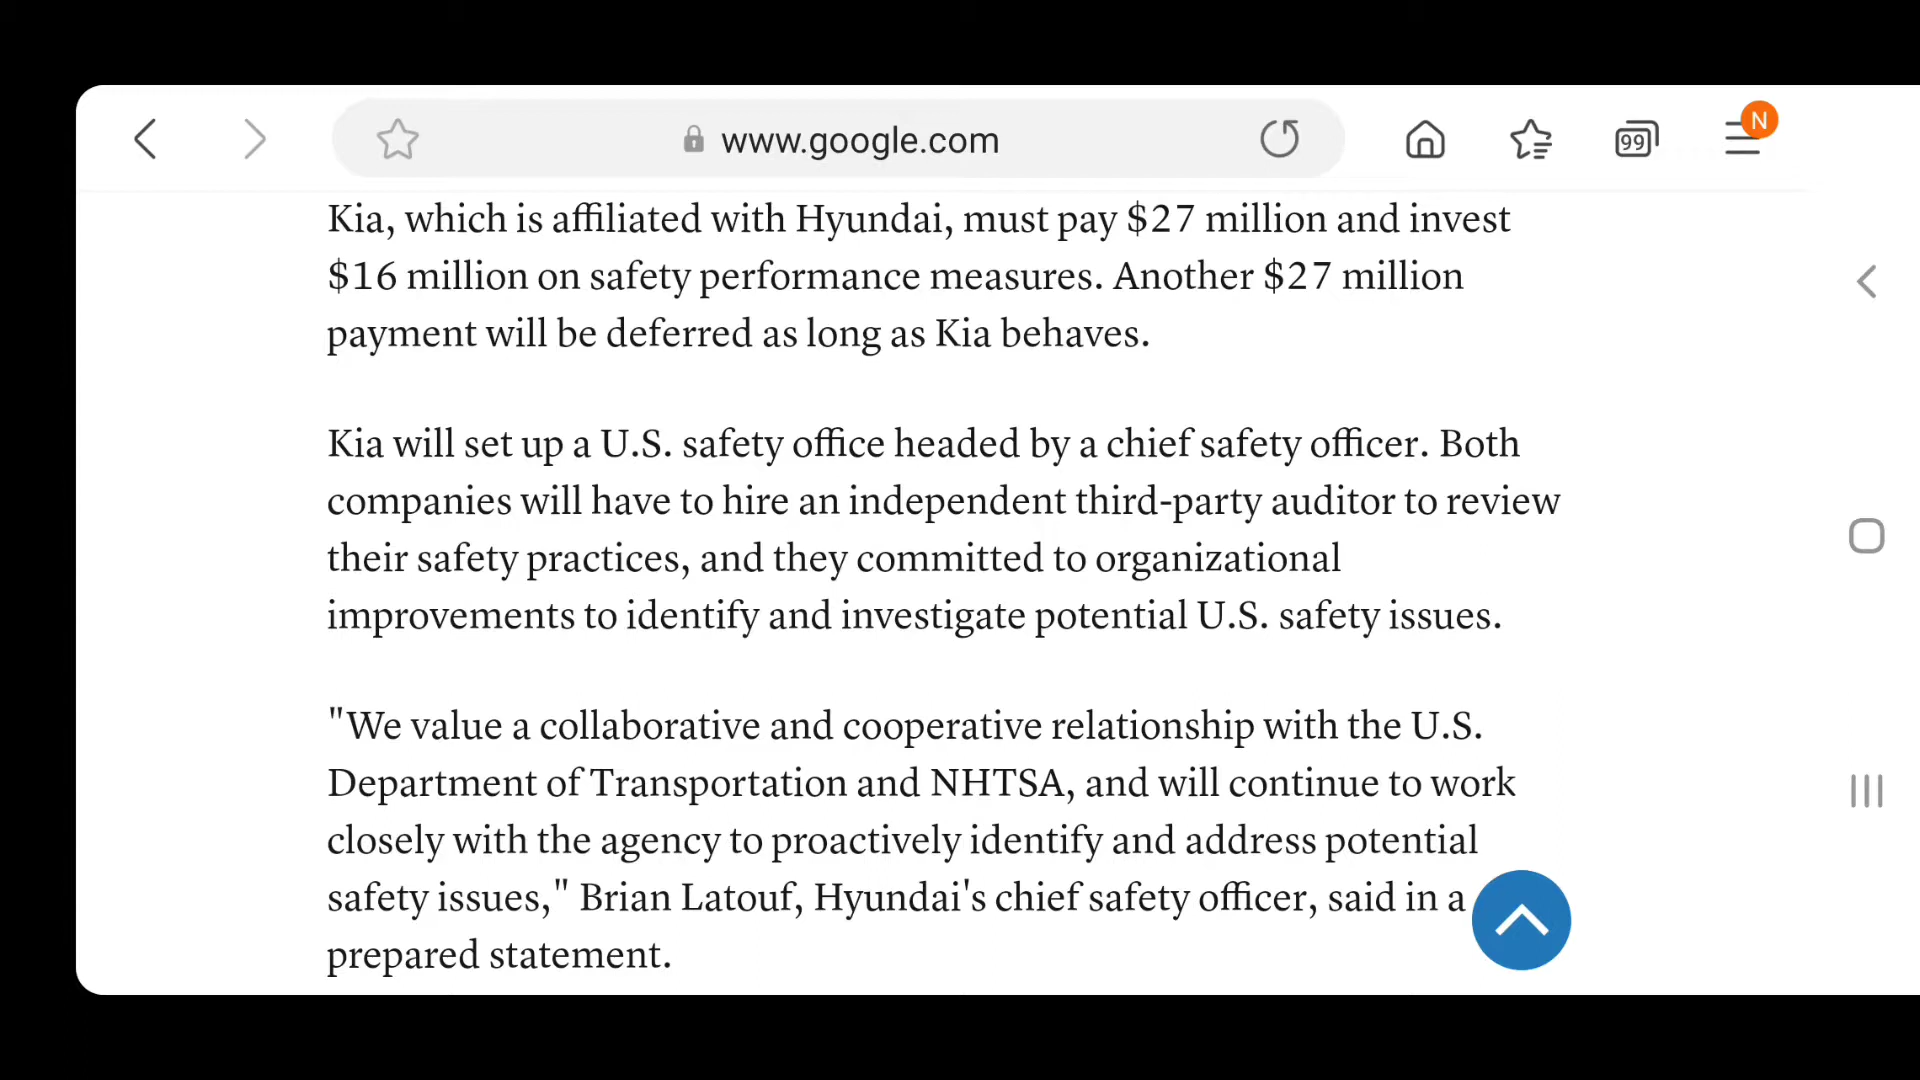 www.google.com
99
N
Kia, which is affiliated with Hyundai, must pay $27 million and invest
$16 million on safety performance measures. Another $27 million
payment will be deferred as long as Kia behaves.
Kia will set up a U.S. safety office headed by a chief safety officer. Both
companies will have to hire an independent third-party auditor to review
their safety practices, and they committed to organizational
improvements to identify and investigate potential U.S. safety issues.
"We value a collaborative and cooperative relationship with the U.S.
Department of Transportation and NHTSA, and will continue to work
closely with the agency to proactively identify and address potential
safety issues," Brian Latouf, Hyundai's chief safety officer, said in a
prepared statement.